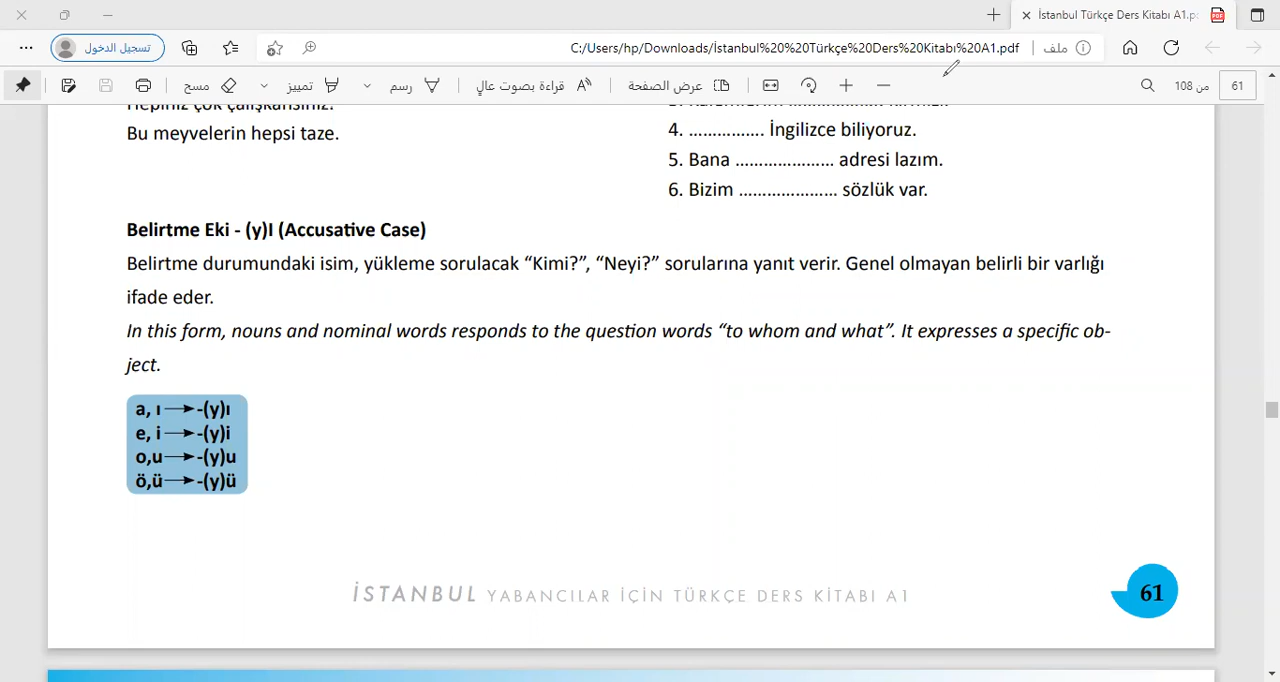 İstanbul Türkçe Ders Kitabı A1.p
تسجيل الدخول
C:/Users/hp/Downloads/İstanbul%20%20Türkçe%20Ders%20Kitabı%20A1.pdf
ملف
مسح
تمييز
رسم
قراءة بصوت عالٍ
عرض الصفحة
من 108
61
Hepiniz çok çalışkansınız.
Bu meyvelerin hepsi taze.
4. ............... İngilizce biliyoruz.
5. Bana ..................... adresi lazım.
6. Bizim ..................... sözlük var.
Belirtme Eki - (y)I (Accusative Case)
Belirtme durumundaki isim, yükleme sorulacak “Kimi?”, “Neyi?” sorularına yanıt verir. Genel olmayan belirli bir varlığı
ifade eder.
In this form, nouns and nominal words responds to the question words “to whom and what”. It expresses a specific ob-
ject.
a, ı→-(y)ı
e, i→-(y)i
o,u→-(y)u
ö,ü→-(y)ü
İSTANBUL YABANCILAR İÇİN TÜRKÇE DERS KİTABI A1
61